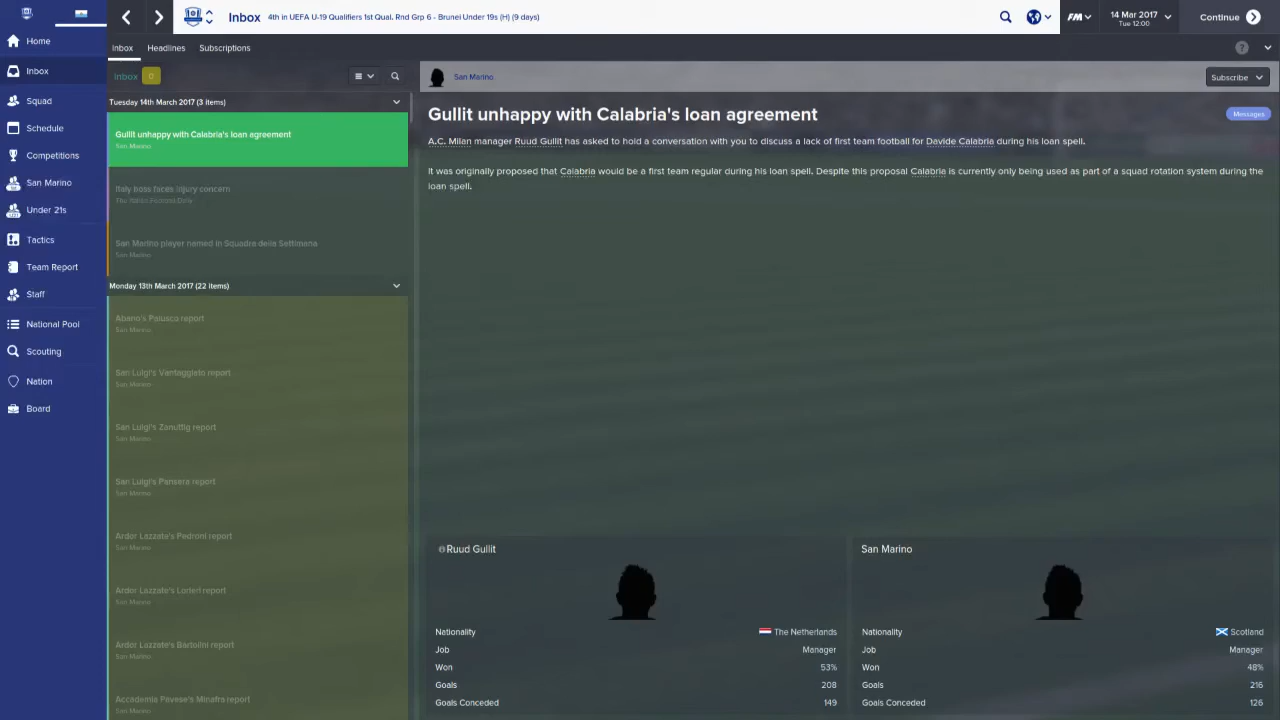 Inbox
4th in UEFA U-19 Qualifiers 1st Qual. Rnd Grp 6 - Brunei Under 19s (H) (9 days)
FM
14 Mar 2017
Tue 12:00
Continue
Home
Inbox
Squad
Schedule
Competitions
San Marino
Under 21s
Tactics
Team Report
Staff
National Pool
Scouting
Nation
Board
Inbox
Headlines
Subscriptions
Inbox 0
Tuesday 14th March 2017 (3 items)
Gullit unhappy with Calabria's loan agreement
San Marino
Italy boss faces injury concern
San Marino player named in Squadra della Settimana
San Marino
Monday 13th March 2017 (22 items)
Abano's Palusco report
San Marino
San Luigi's Vantaggiato report
San Marino
San Luigi's Zanuttig report
San Marino
San Luigi's Pansera report
San Marino
Ardor Lazzate's Pedroni report
San Marino
Ardor Lazzate's Lorieri report
San Marino
Ardor Lazzate's Bartolini report
San Marino
Accademia Pavese's Minafra report
San Marino
San Marino
Subscribe
Gullit unhappy with Calabria's loan agreement
Messages
A.C. Milan manager Ruud Gullit has asked to hold a conversation with you to discuss a lack of first team football for Davide Calabria during his loan spell.
It was originally proposed that Calabria would be a first team regular during his loan spell. Despite this proposal Calabria is currently only being used as part of a squad rotation system during the
loan spell.
Ruud Gullit
Nationality The Netherlands
Job Manager
Won 53%
Goals 208
Goals Conceded 149
San Marino
Nationality Scotland
Job Manager
Won 48%
Goals 216
Goals Conceded 126